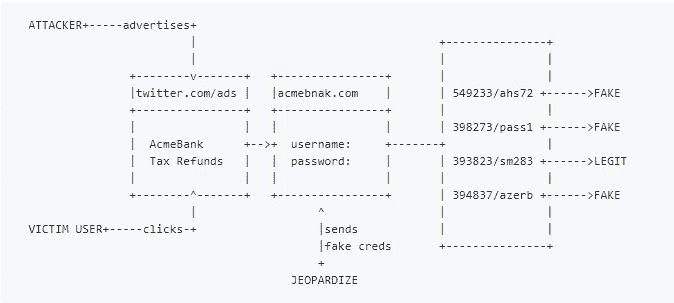 ATTACKER+-----advertises+
twitter.com/ads
acmebnak.com
549233/ahs72 +------>FAKE
398273/pass1 +------>FAKE
AcmeBank
username:
Tax Refunds
password:
393823/sm283 +------>LEGIT
394837/azerb +------>FAKE
VICTIM USER+-----clicks-+
sends
fake creds
JEOPARDIZE